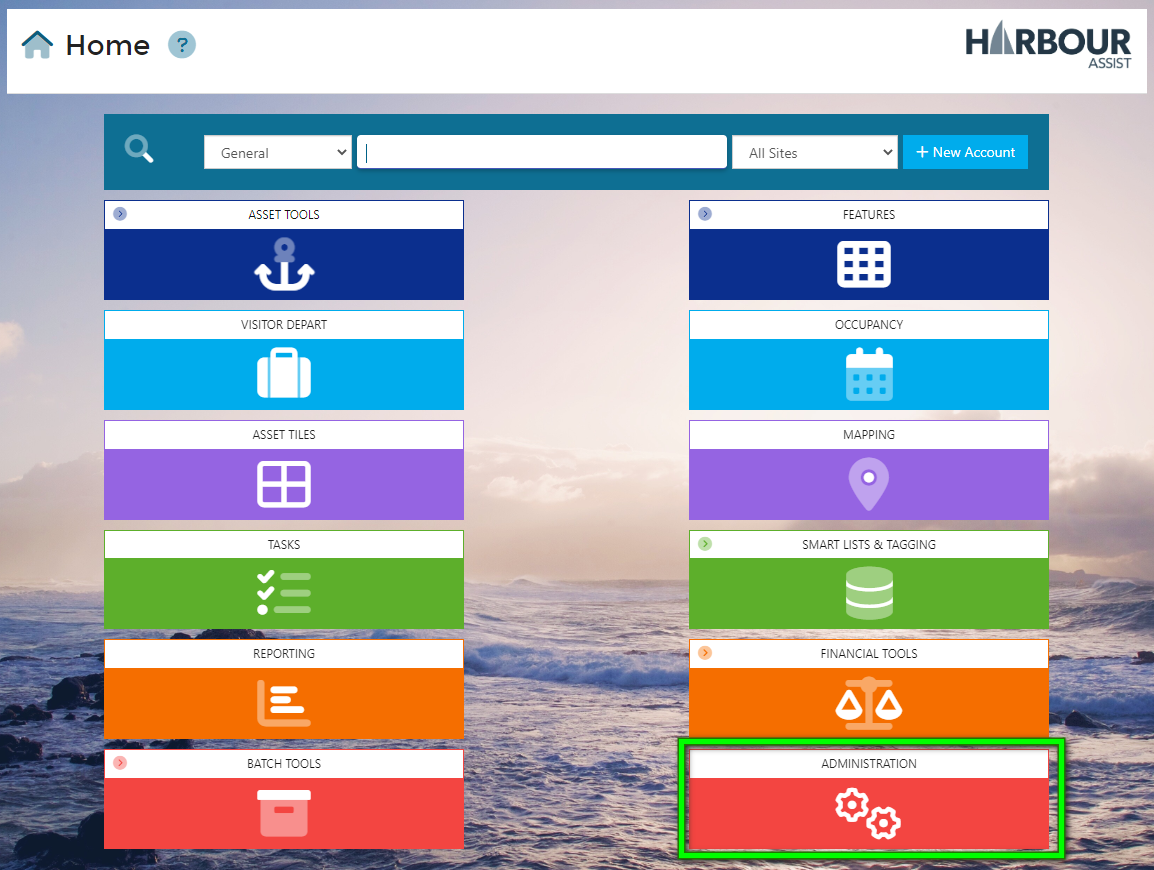 Home ?
HARBOUR
ASSIST
General
All Sites
+ New Account
ASSET TOOLS
FEATURES
VISITOR DEPART
OCCUPANCY
ASSET TILES
MAPPING
TASKS
SMART LISTS & TAGGING
REPORTING
FINANCIAL TOOLS
BATCH TOOLS
ADMINISTRATION